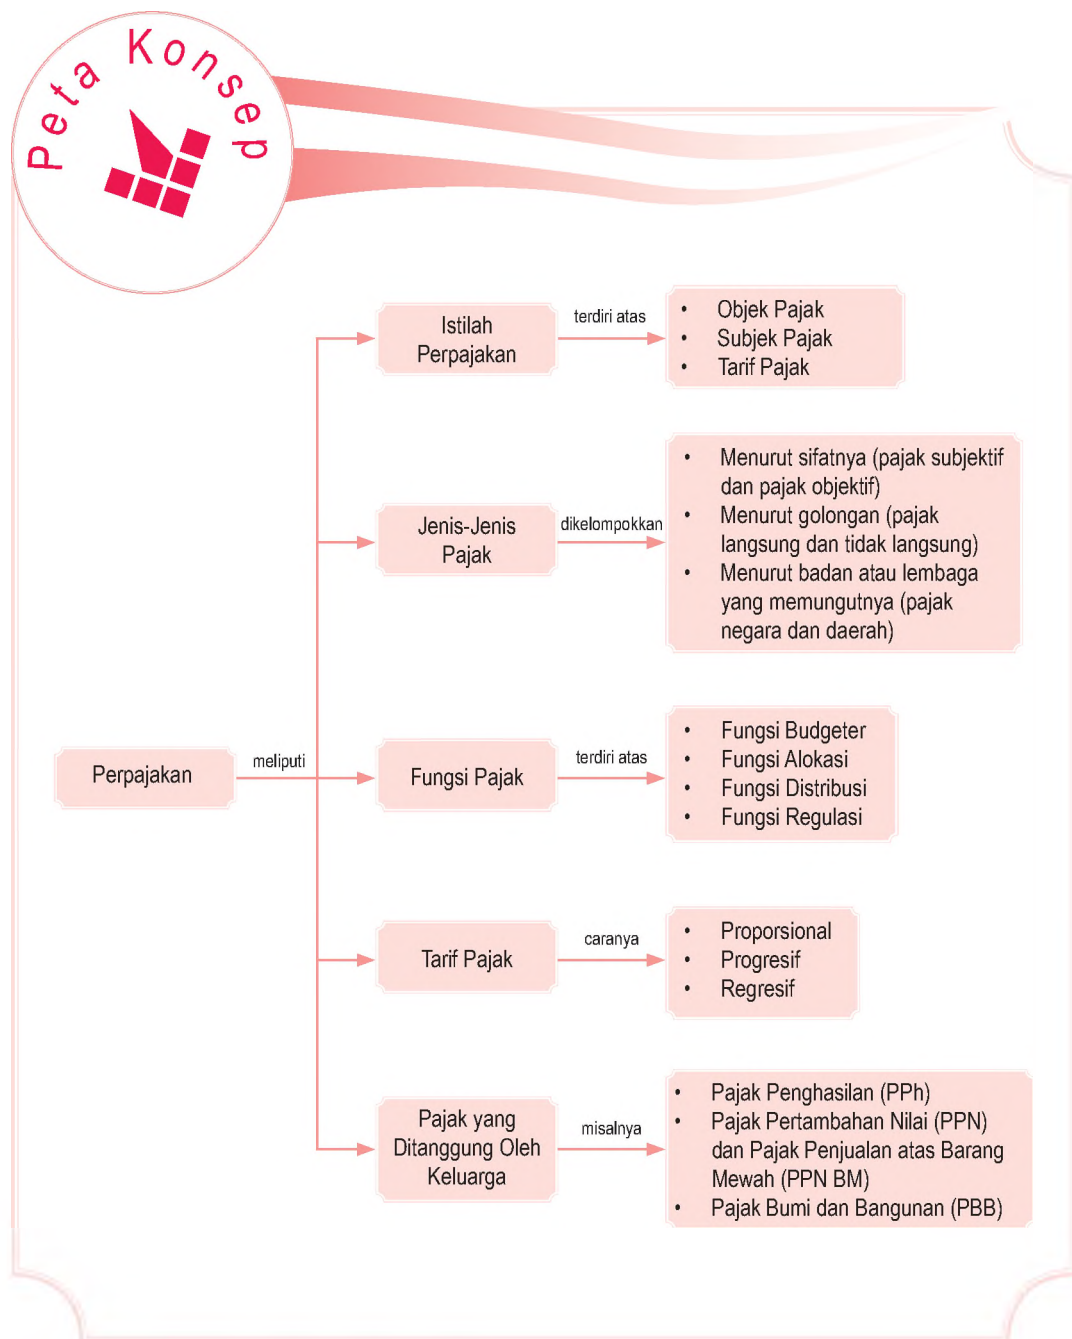 Peta Konsep
Istilah
Perpajakan
terdiri atas
• Objek Pajak
• Subjek Pajak
• Tarif Pajak
Jenis-Jenis
Pajak
dikelompokkan
• Menurut sifatnya (pajak subjektif
dan pajak objektif)
• Menurut golongan (pajak
langsung dan tidak langsung)
• Menurut badan atau lembaga
yang memungutnya (pajak
negara dan daerah)
Perpajakan
meliputi
Fungsi Pajak
terdiri atas
• Fungsi Budgeter
• Fungsi Alokasi
• Fungsi Distribusi
• Fungsi Regulasi
Tarif Pajak
caranya
• Proporsional
• Progresif
• Regresif
Pajak yang
Ditanggung Oleh
Keluarga
misalnya
• Pajak Penghasilan (PPh)
• Pajak Pertambahan Nilai (PPN)
dan Pajak Penjualan atas Barang
Mewah (PPN BM)
• Pajak Bumi dan Bangunan (PBB)